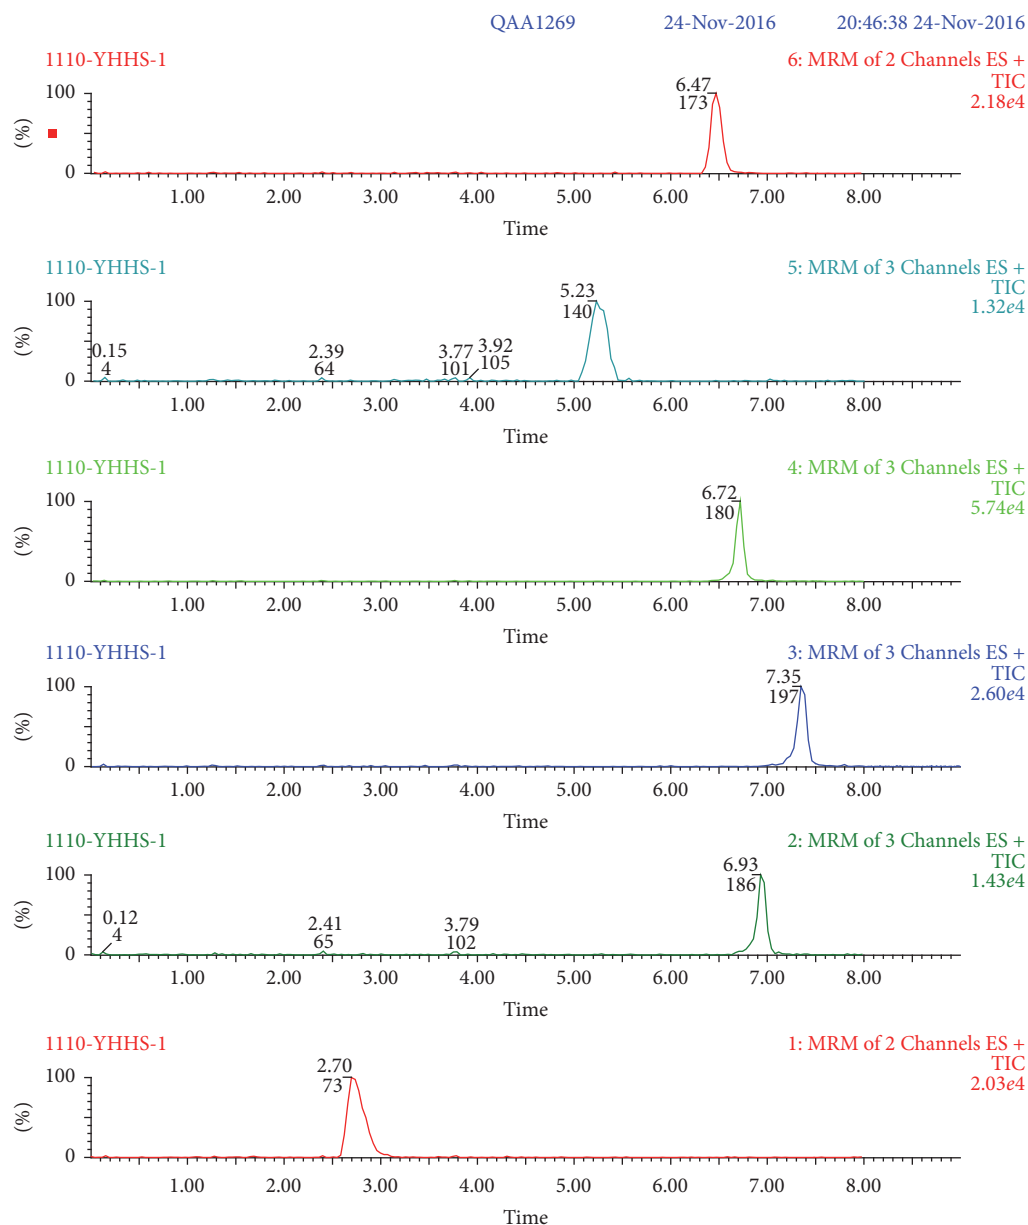 QAA1269 24-Nov-2016 20:46:38 24-Nov-2016
1110-YHHS-1 6: MRM of 2 Channels ES +
TIC
2.18e4
6.47
173
100
(%)
0
1.00 2.00 3.00 4.00 5.00 6.00 7.00 8.00
Time
1110-YHHS-1 5: MRM of 3 Channels ES +
TIC
1.32e4
5.23
140
100
(%)
0.15
4
2.39
64
3.77
101
3.92
105
0
1.00 2.00 3.00 4.00 5.00 6.00 7.00 8.00
Time
1110-YHHS-1 4: MRM of 3 Channels ES +
TIC
5.74e4
6.72
180
100
(%)
0
1.00 2.00 3.00 4.00 5.00 6.00 7.00 8.00
Time
1110-YHHS-1 3: MRM of 3 Channels ES +
TIC
2.60e4
7.35
197
100
(%)
0
1.00 2.00 3.00 4.00 5.00 6.00 7.00 8.00
Time
1110-YHHS-1 2: MRM of 3 Channels ES +
TIC
1.43e4
6.93
186
100
(%)
0.12
4
2.41
65
3.79
102
0
1.00 2.00 3.00 4.00 5.00 6.00 7.00 8.00
Time
1110-YHHS-1 1: MRM of 2 Channels ES +
TIC
2.03e4
2.70
73
100
(%)
0
1.00 2.00 3.00 4.00 5.00 6.00 7.00 8.00
Time